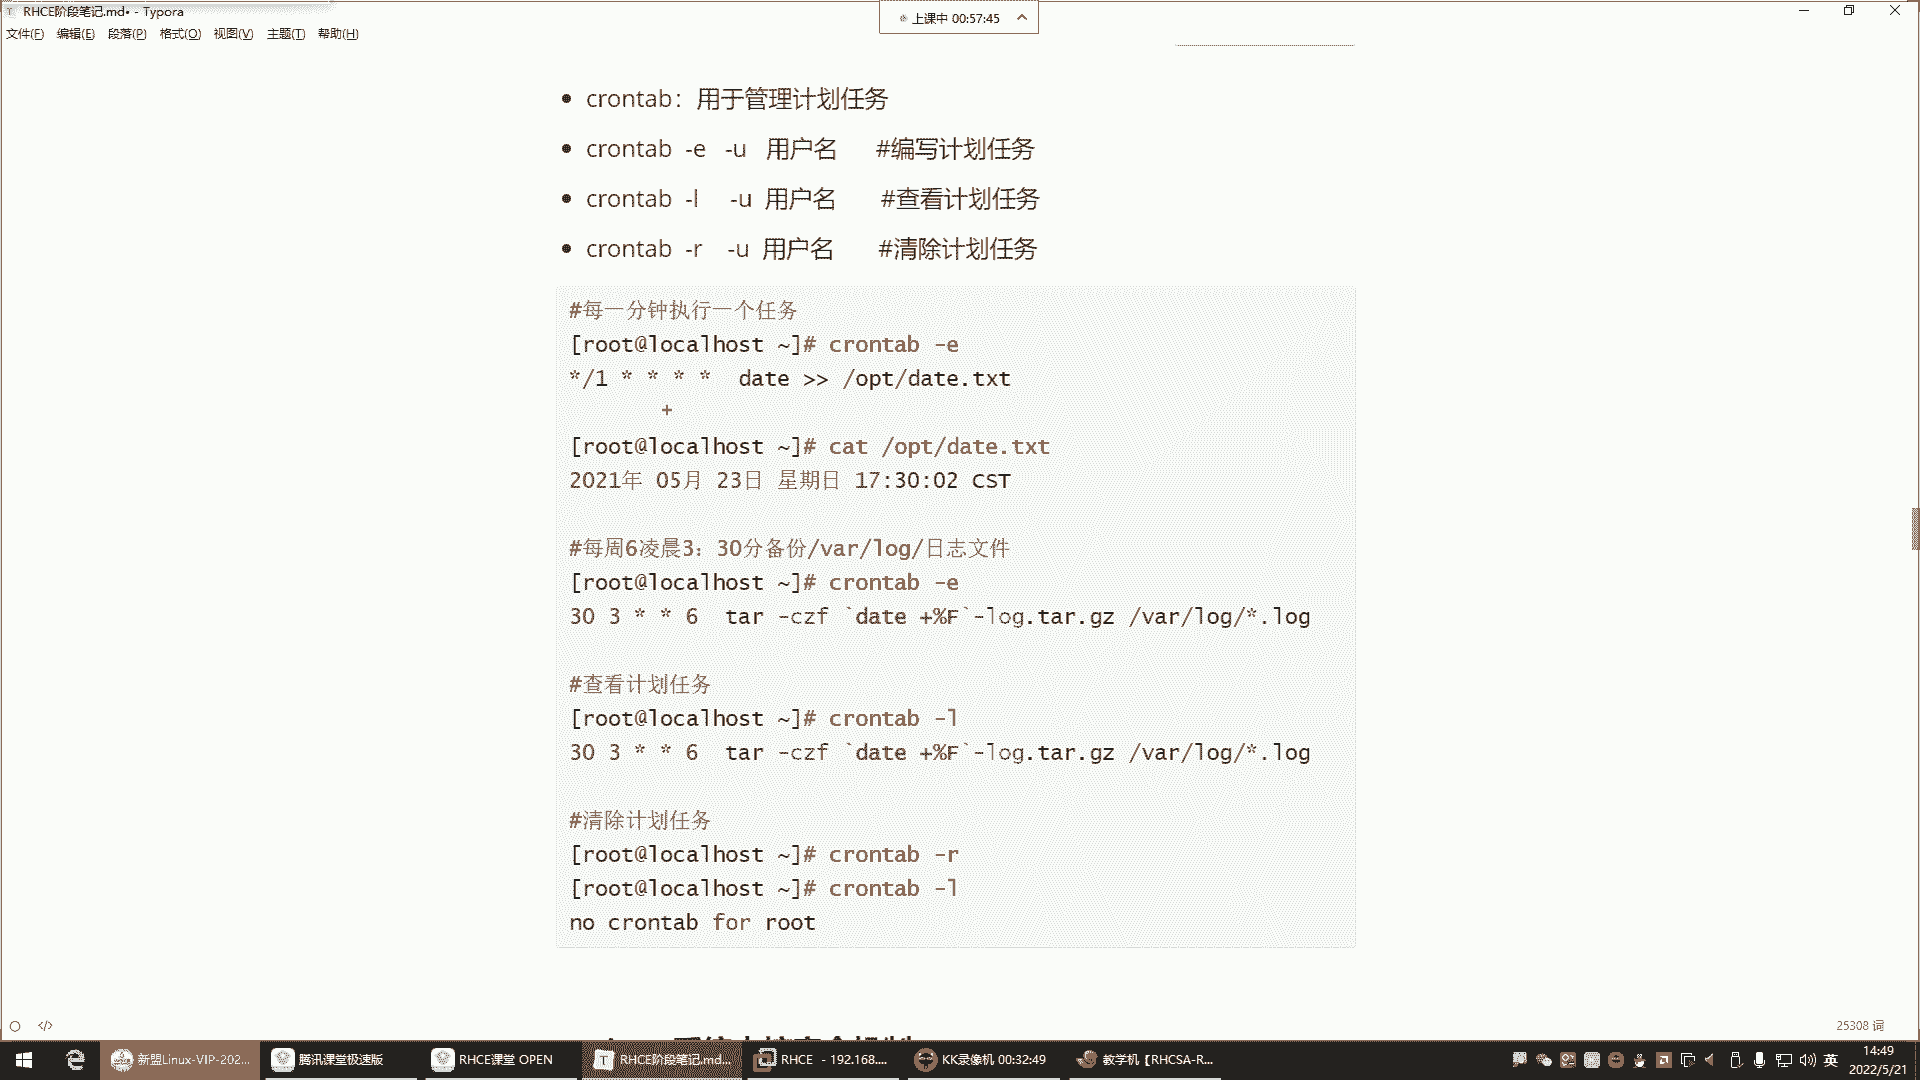 RHCE阶段笔记.md• - Typora
上课中 00:57:45
文件(F) 编辑(E) 段落(P) 格式(O) 视图(V) 主题(T) 帮助(H)
crontab：用于管理计划任务
crontab -e -u 用户名 #编写计划任务
crontab -l -u 用户名 #查看计划任务
crontab -r -u 用户名 #清除计划任务
#每一分钟执行一个任务
[root@localhost ~]# crontab -e
*/1 * * * * date >> /opt/date.txt
+
[root@localhost ~]# cat /opt/date.txt
2021年 05月 23日 星期日 17:30:02 CST
#每周6凌晨3：30分备份/var/log/日志文件
[root@localhost ~]# crontab -e
30 3 * * 6 tar -czf `date +%F`-log.tar.gz /var/log/*.log
#查看计划任务
[root@localhost ~]# crontab -l
30 3 * * 6 tar -czf `date +%F`-log.tar.gz /var/log/*.log
#清除计划任务
[root@localhost ~]# crontab -r
[root@localhost ~]# crontab -l
no crontab for root
25308 词
新盟Linux-VIP-202... 腾讯课堂极速版 RHCE课堂 OPEN RHCE阶段笔记.md... RHCE - 192.168.... KK录像机 00:32:49 教学机【RHCSA-R... 英 14:49
2022/5/21